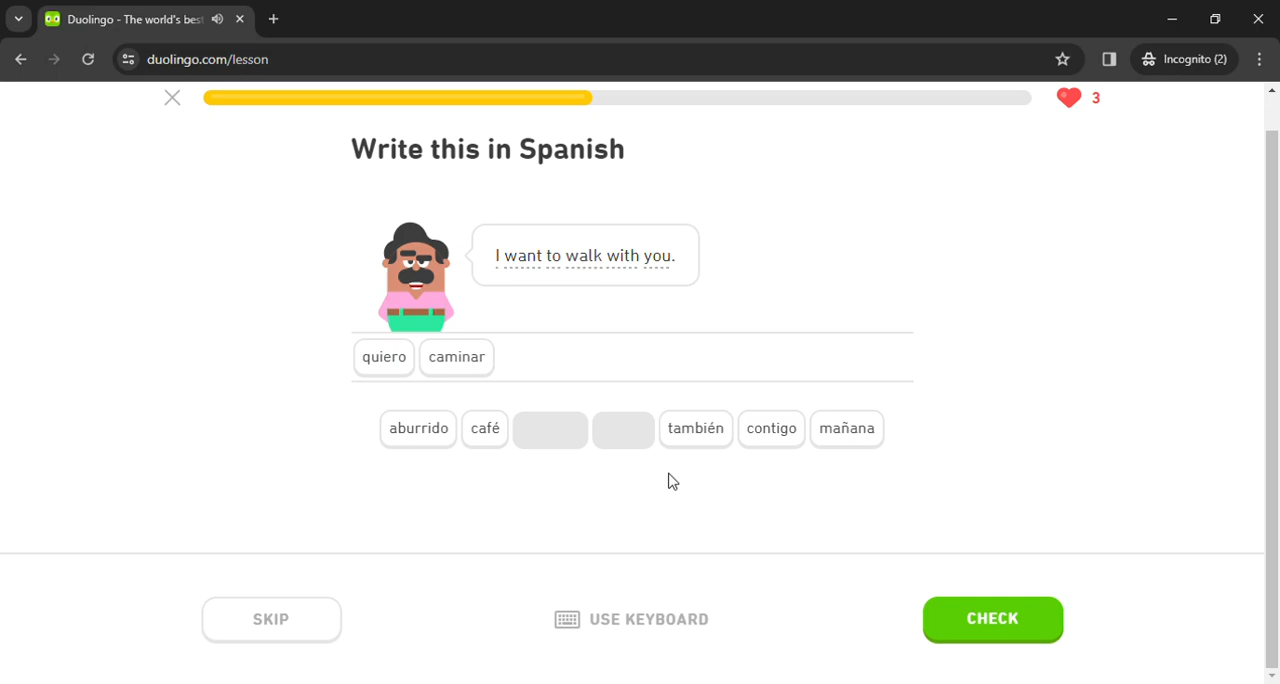 Duolingo - The world's best
duolingo.com/lesson
Incognito (2)
3
Write this in Spanish
I want to walk with you.
quiero caminar
aburrido café también contigo mañana
SKIP USE KEYBOARD CHECK